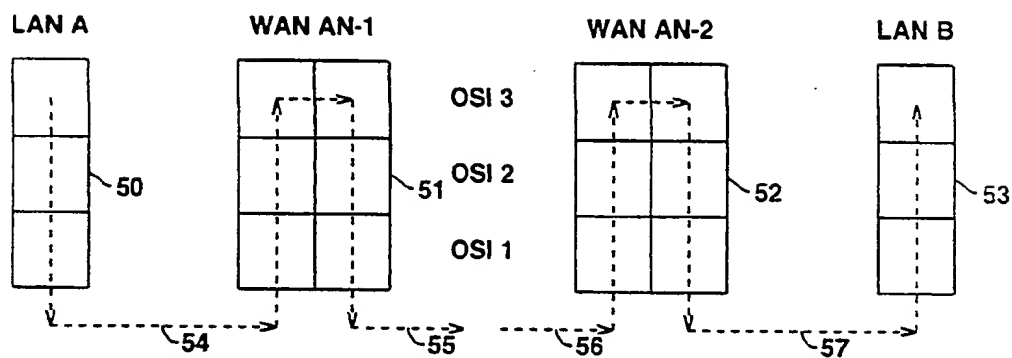 LAN A
WAN AN-1
WAN AN-2
LAN B
OSI 3
50
51
OSI 2
52
53
OSI 1
54
55
56
57